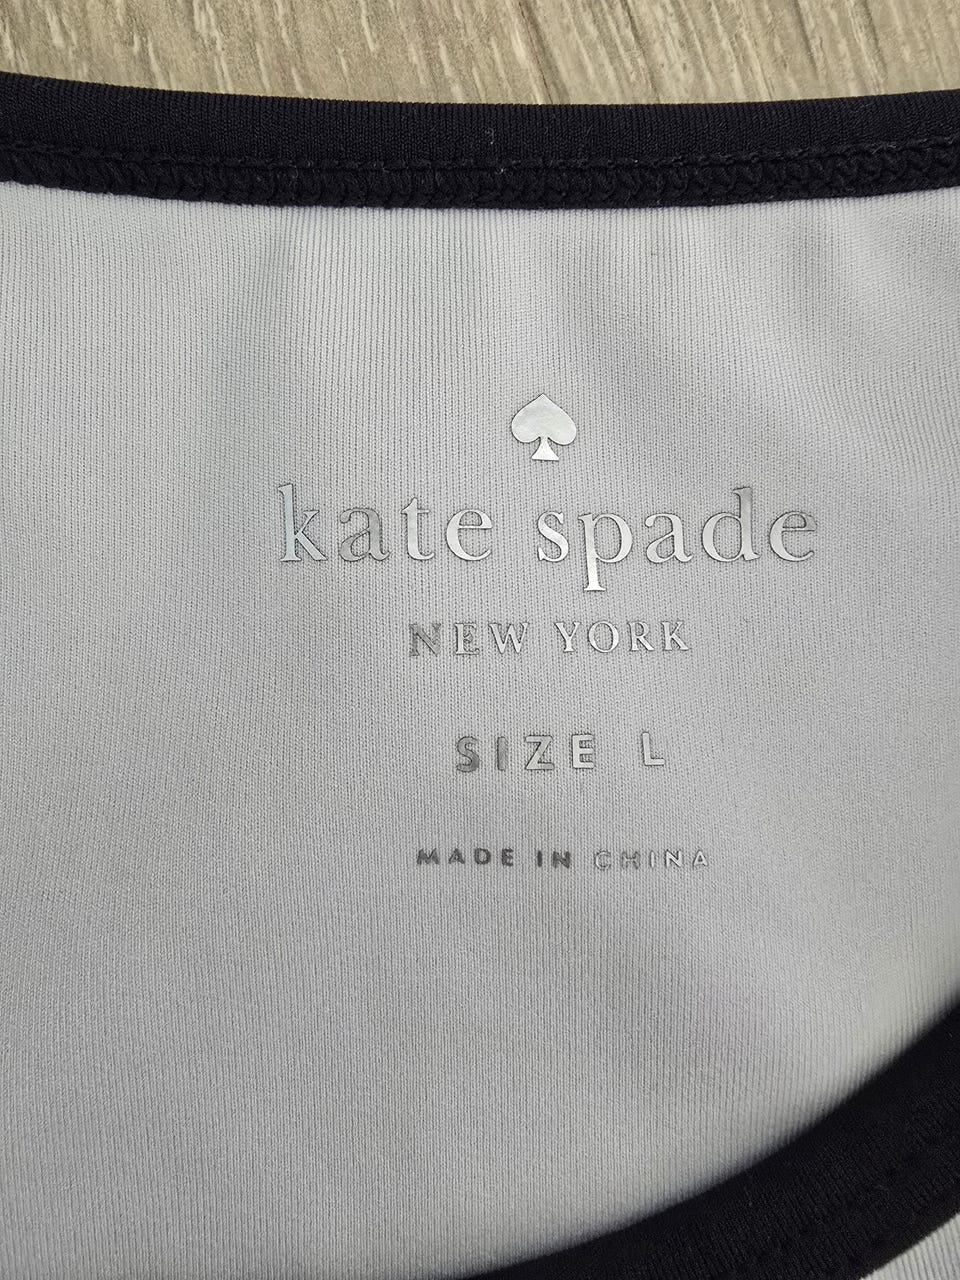 kate spade
NEW YORK
SIZE L
MADE IN CHINA